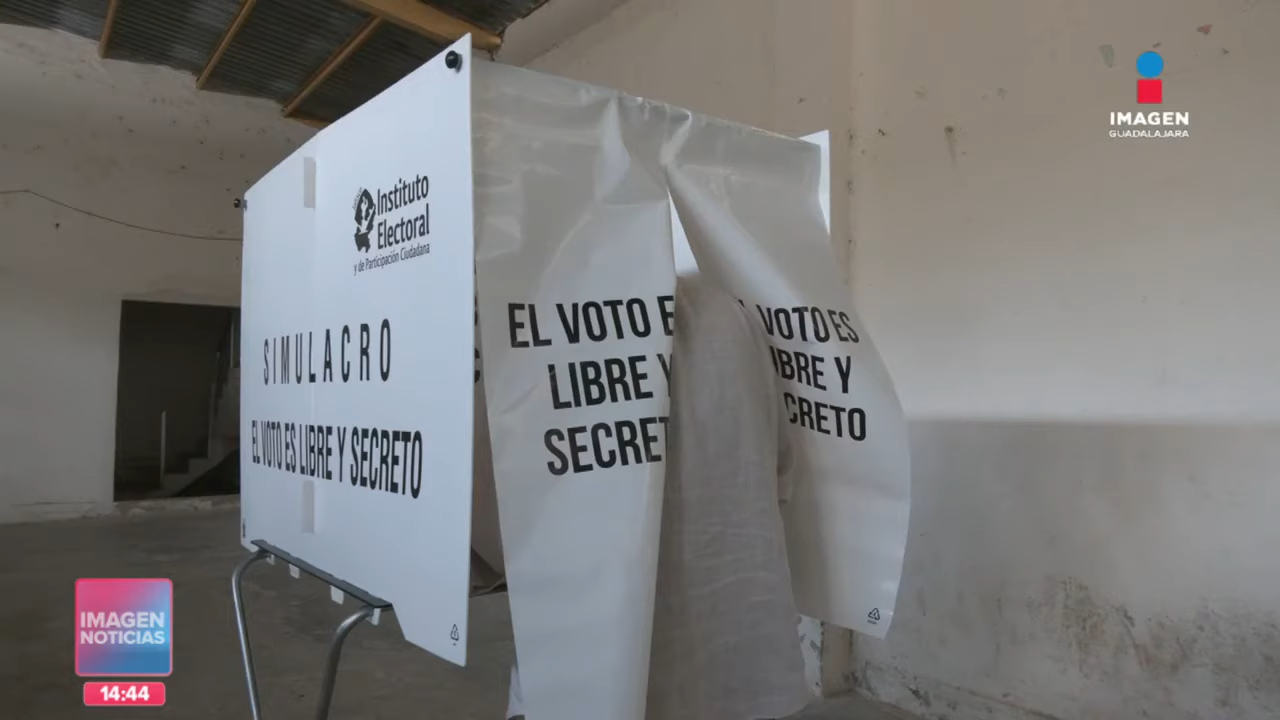 IMAGEN
GUADALAJARA
Instituto
Electoral
y de Participación Ciudadana
SIMULACRO
EL VOTO ES LIBRE Y SECRETO
EL VOTO E
LIBRE Y
SECRET
VOTO ES
IBRE Y
CRETO
IMAGEN
NOTICIAS
14:44